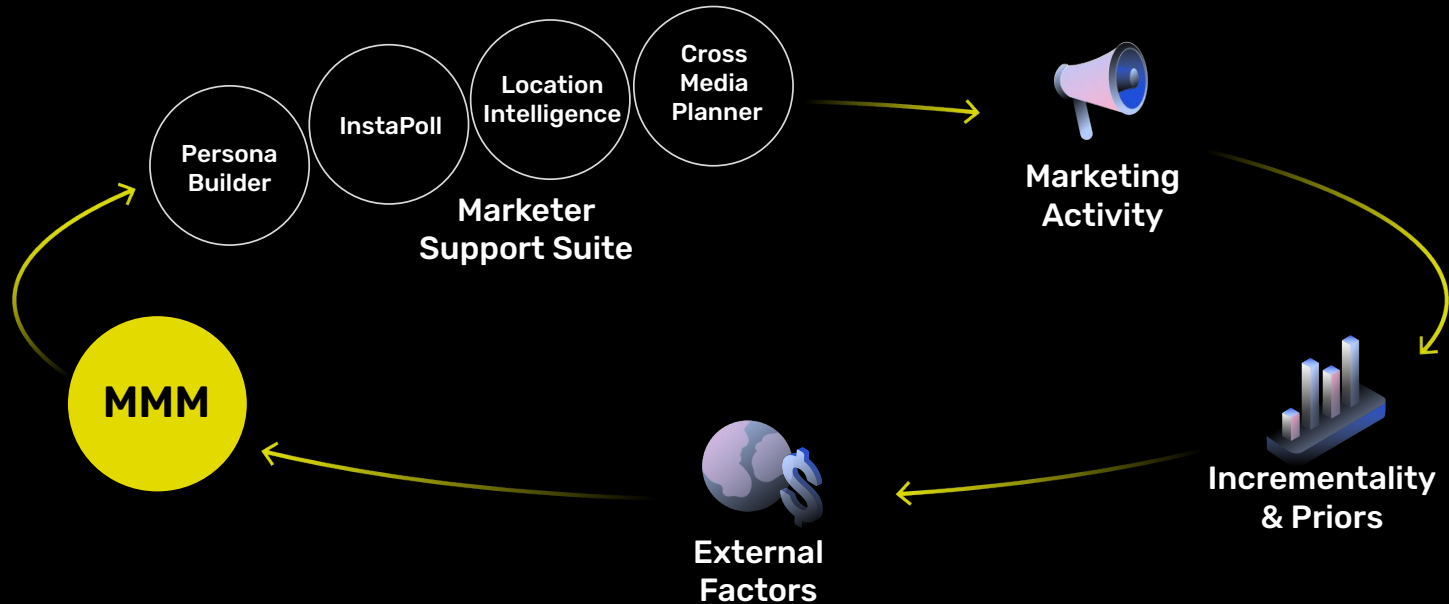 Persona
Builder
InstaPoll
Location
Intelligence
Cross
Media
Planner
Marketer
Support Suite
Marketing
Activity
Incrementality
& Priors
External
Factors
MMM